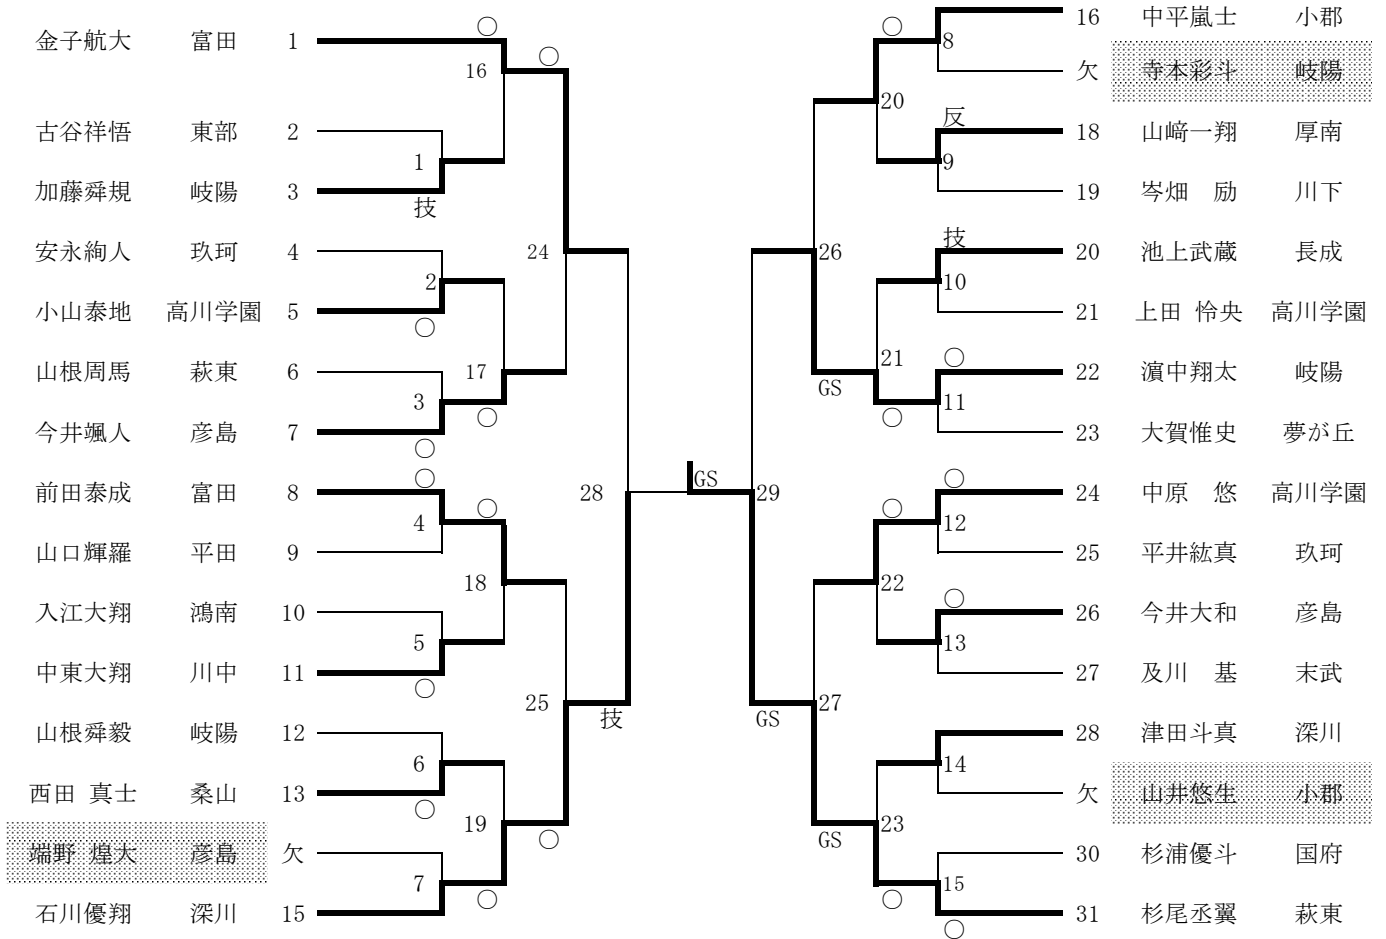 金子航大 富田 1
古谷祥悟 東部 2
加藤舜規 岐陽 3
安永絢人 玖珂 4
小山泰地 高川学園 5
山根周馬 萩東 6
今井颯人 彦島 7
前田泰成 富田 8
山口輝羅 平田 9
入江大翔 鴻南 10
中東大翔 川中 11
山根舜毅 岐陽 12
西田 真士 桑山 13
端野 煌大 彦島 欠
石川優翔 深川 15
○
16
○
1
技
24
2
○
17
3
○
○
○
4
○
18
5
○
25
技
6
○
19
○
7
○
28
GS
29
○
8
20
反
9
26
技
10
21
○
GS
11
○
○
12
○
22
○
13
27
GS
14
GS
23
15
○
○
16 中平嵐士 小郡
欠 寺本彩斗 岐陽
18 山﨑一翔 厚南
19 岑畑 励 川下
20 池上武蔵 長成
21 上田 怜央 高川学園
22 濵中翔太 岐陽
23 大賀惟史 夢が丘
24 中原 悠 高川学園
25 平井紘真 玖珂
26 今井大和 彦島
27 及川 基 末武
28 津田斗真 深川
欠 山井悠生 小郡
30 杉浦優斗 国府
31 杉尾丞翼 萩東